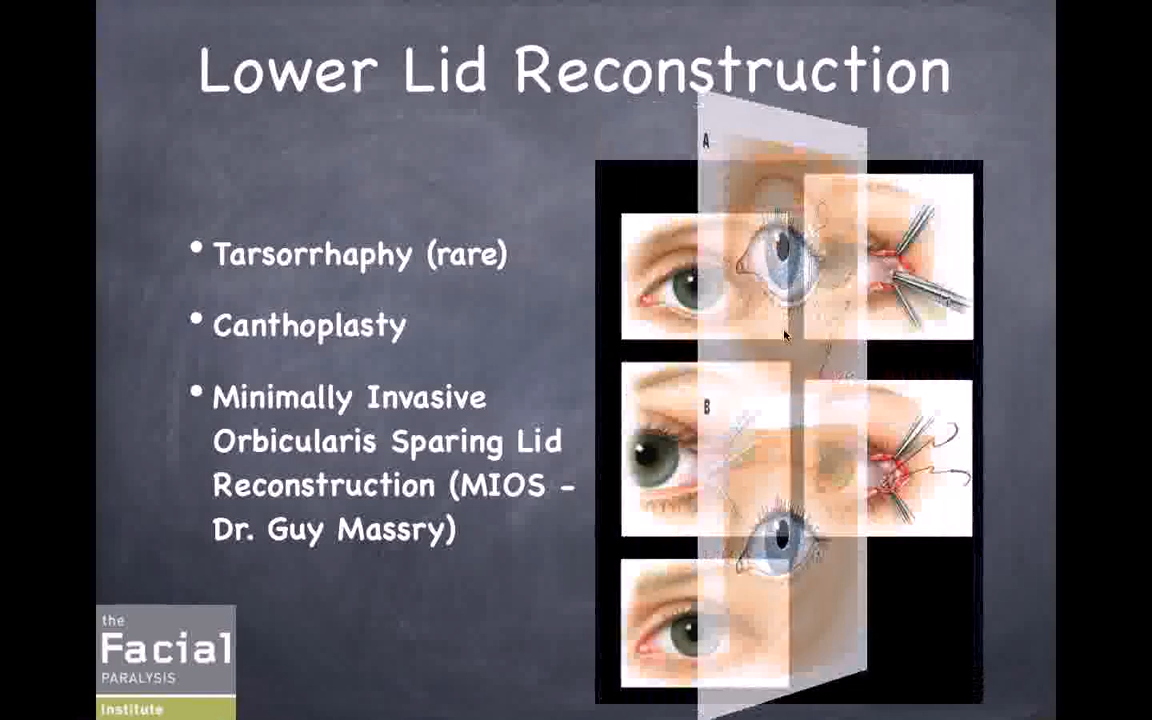 Lower Lid Reconstruction
• Tarsorrhaphy (rare)
• Canthoplasty
• Minimally Invasive
Orbicularis Sparing Lid
Reconstruction (MIOS -
Dr. Guy Massry)
A
B
the
Facial
PARALYSIS
Institute